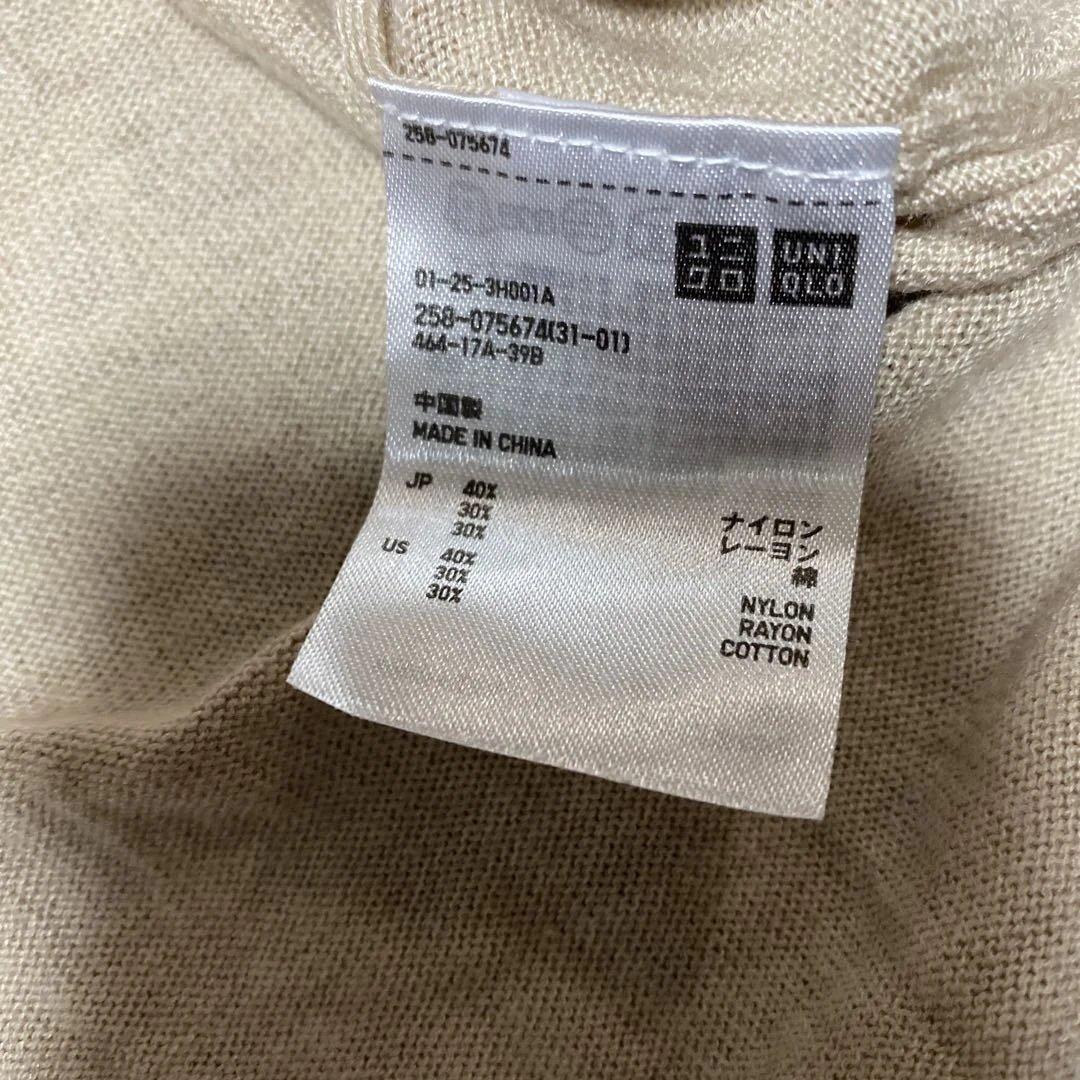 258-075674
ユニ
クロ
UNI
QLO
01-25-3H001A
258-075674(31-01)
464-17A-39B
中国製
MADE IN CHINA
JP 40% ナイロン
30% レーヨン
30% 綿
US 40% NYLON
30% RAYON
30% COTTON